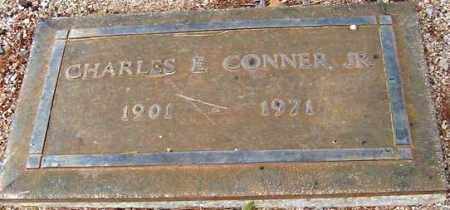 CHARLES E. CONNER, JR.
1901 1971